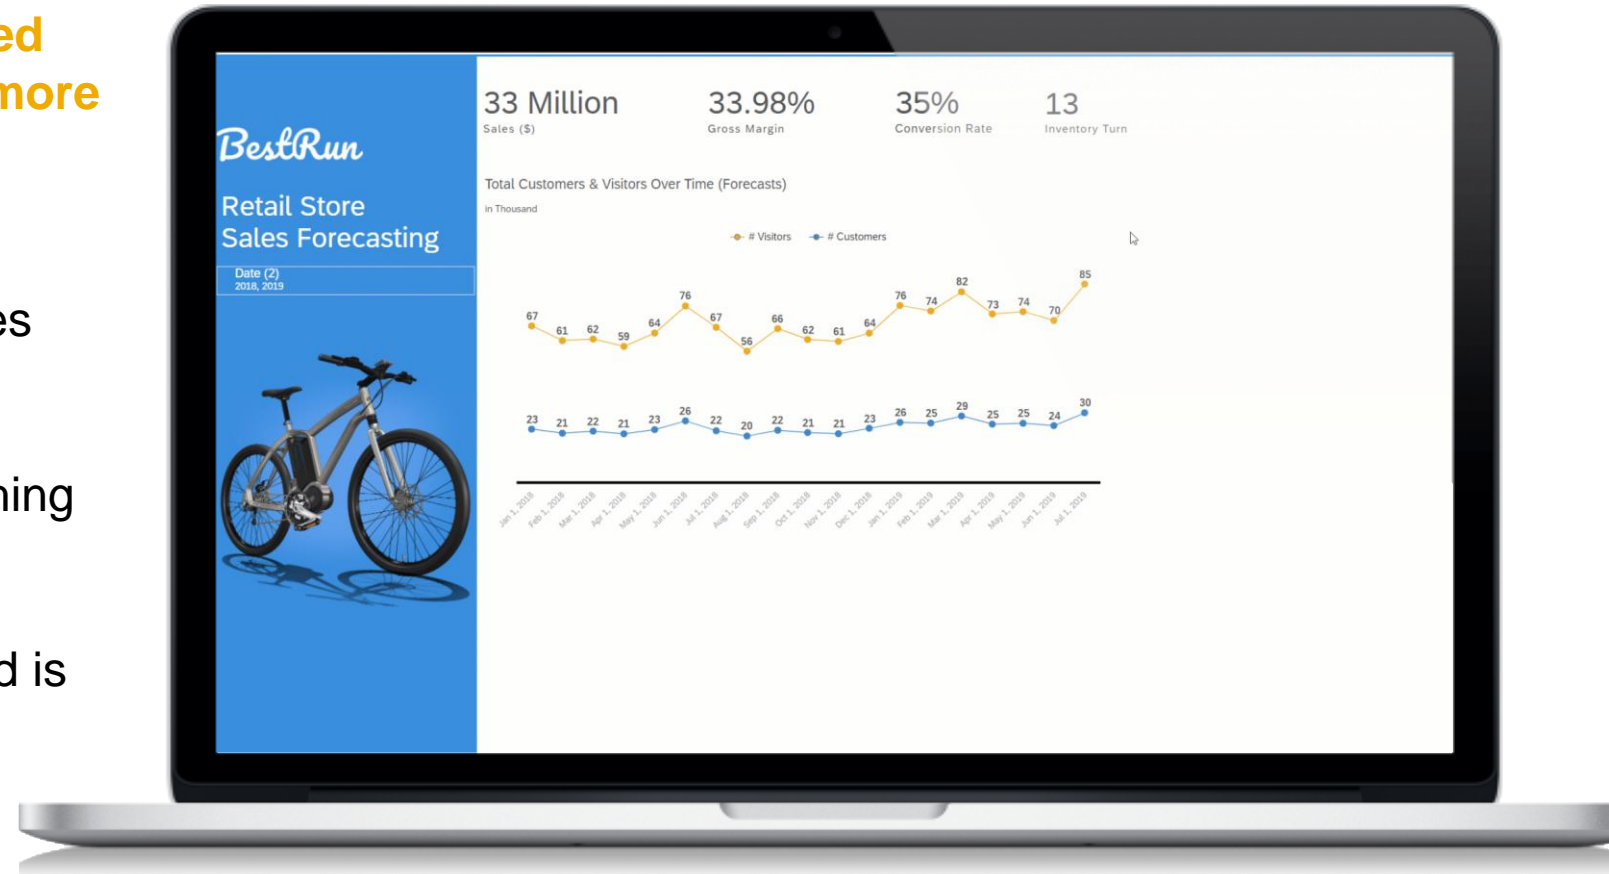 ed
more
es
ning
d is
BestRun
Retail Store
Sales Forecasting
Date (2)
2018, 2019
33 Million
Sales ($)
33.98%
Gross Margin
35%
Conversion Rate
13
Inventory Turn
Total Customers & Visitors Over Time (Forecasts)
in Thousand
# Visitors # Customers
67 61 62 59 64 76 67 56 66 62 61 64 76 74 82 73 74 70 85
23 21 22 21 23 26 22 20 22 21 21 23 26 25 29 25 25 24 30
Jan 1, 2018 Feb 1, 2018 Mar 1, 2018 Apr 1, 2018 May 1, 2018 Jun 1, 2018 Jul 1, 2018 Aug 1, 2018 Sep 1, 2018 Oct 1, 2018 Nov 1, 2018 Dec 1, 2018 Jan 1, 2019 Feb 1, 2019 Mar 1, 2019 Apr 1, 2019 May 1, 2019 Jun 1, 2019 Jul 1, 2019